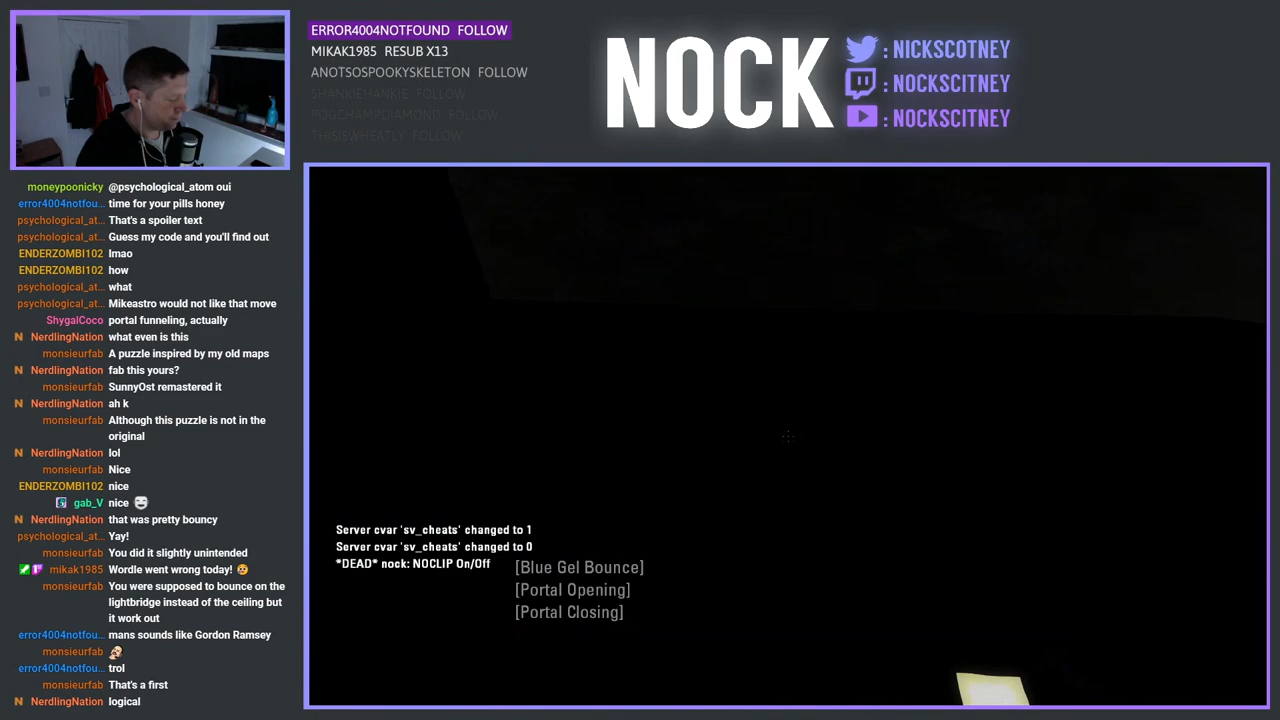 ERROR4004NOTFOUND FOLLOW
MIKAK1985 RESUB X13
ANOTSOSPOOKYSKELETON FOLLOW
SHANKIEHANKIE FOLLOW
POGCHAMPDIAMOND FOLLOW
THISISWHEATLY FOLLOW
NOCK
: NICKSCOTNEY
: NOCKSCITNEY
: NOCKSCITNEY
moneypoonicky @psychological_atom oui
error4004notfou... time for your pills honey
psychological_at... That's a spoiler text
psychological_at... Guess my code and you'll find out
ENDERZOMBI102 lmao
ENDERZOMBI102 how
psychological_at... what
psychological_at... Mikeastro would not like that move
ShygalCoco portal funneling, actually
N NerdlingNation what even is this
monsieurfab A puzzle inspired by my old maps
N NerdlingNation fab this yours?
monsieurfab SunnyOst remastered it
N NerdlingNation ah k
monsieurfab Although this puzzle is not in the
original
N NerdlingNation lol
monsieurfab Nice
ENDERZOMBI102 nice
gab_V nice
N NerdlingNation that was pretty bouncy
psychological_at... Yay!
monsieurfab You did it slightly unintended
mikak1985 Wordle went wrong today!
monsieurfab You were supposed to bounce on the
lightbridge instead of the ceiling but
it work out
error4004notfou... mans sounds like Gordon Ramsey
monsieurfab
error4004notfou... trol
monsieurfab That's a first
N NerdlingNation logical
Server cvar 'sv_cheats' changed to 1
Server cvar 'sv_cheats' changed to 0
*DEAD* nock: NOCLIP On/Off
[Blue Gel Bounce]
[Portal Opening]
[Portal Closing]